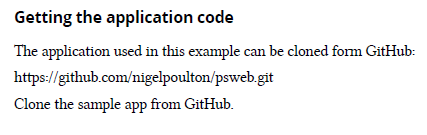 Getting the application code
The application used in this example can be cloned form GitHub:
https://github.com/nigelpoulton/psweb.git
Clone the sample app from GitHub.